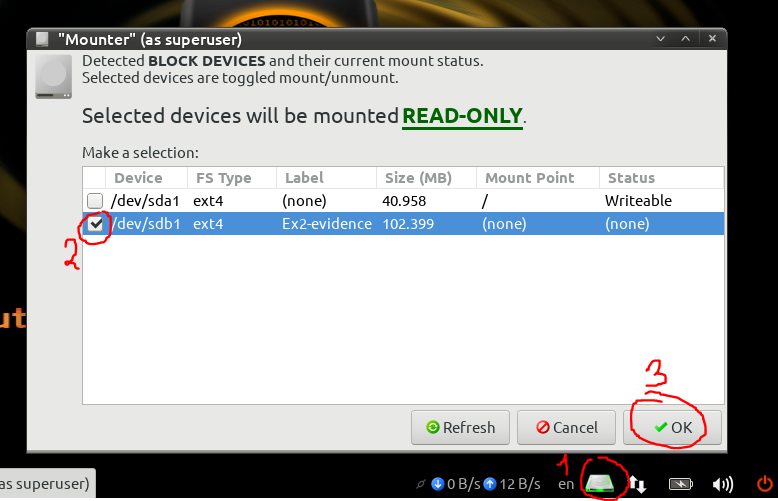 "Mounter" (as superuser)
Detected BLOCK DEVICES and their current mount status.
Selected devices are toggled mount/unmount.
Selected devices will be mounted READ-ONLY.
Make a selection:
Device FS Type Label Size (MB) Mount Point Status
/dev/sda1 ext4 (none) 40.958 / Writeable
/dev/sdb1 ext4 Ex2-evidence 102.399 (none) (none)
2
ut
3
Refresh Cancel OK
1
as superuser) 0 B/s 12 B/s en